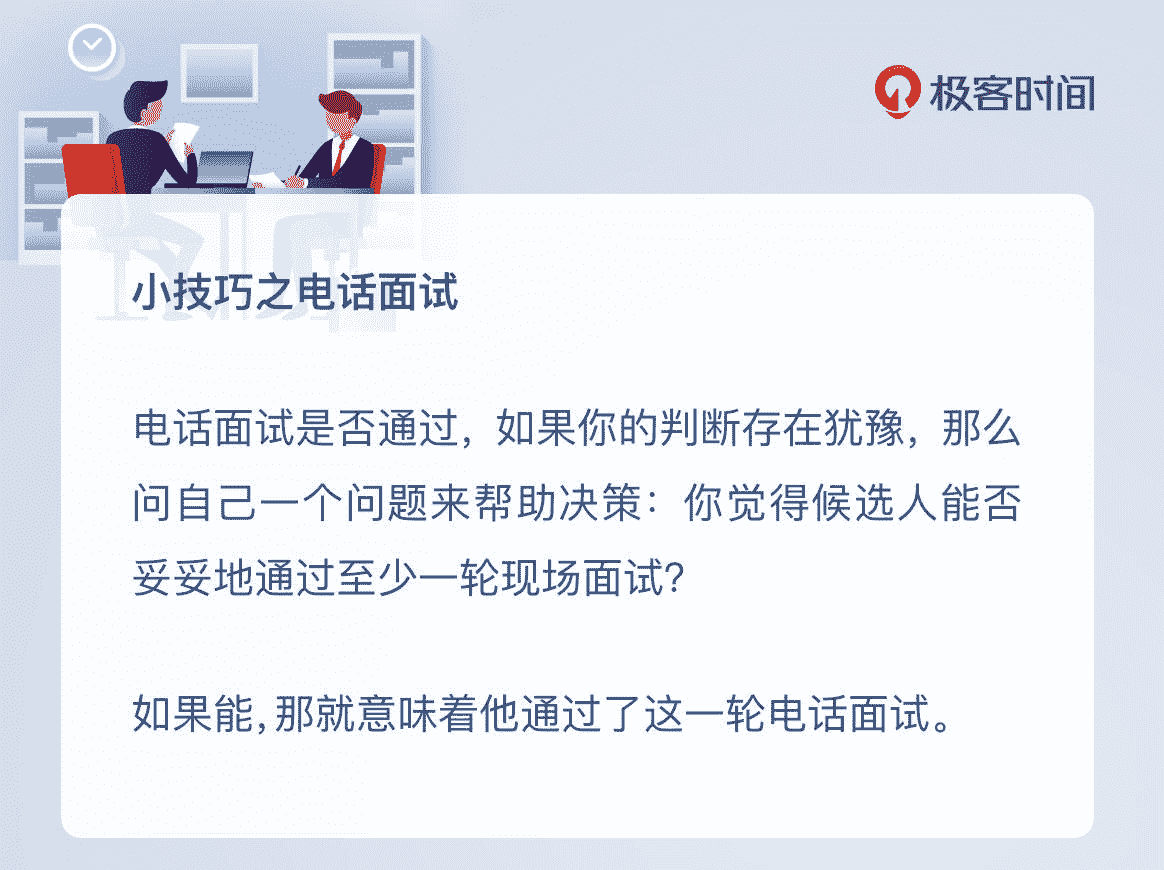 极客时间
小技巧之电话面试
电话面试是否通过，如果你的判断存在犹豫，那么
问自己一个问题来帮助决策：你觉得候选人能否
妥妥地通过至少一轮现场面试？
如果能，那就意味着他通过了这一轮电话面试。